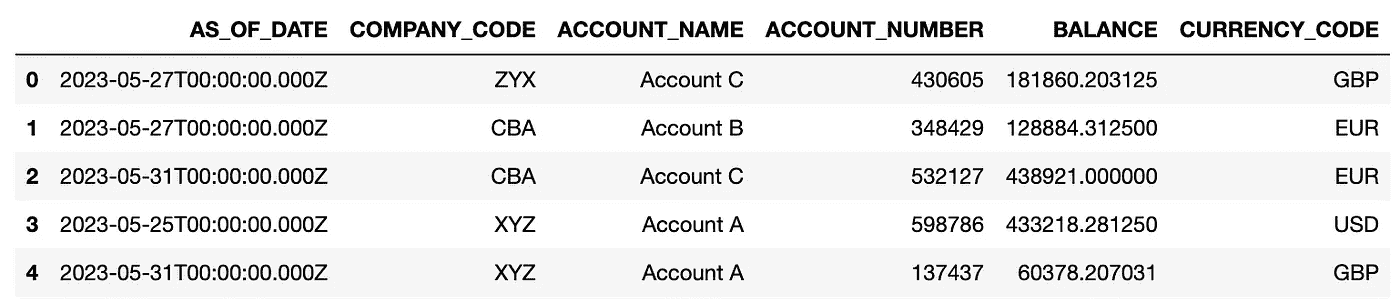 AS_OF_DATE COMPANY_CODE ACCOUNT_NAME ACCOUNT_NUMBER BALANCE CURRENCY_CODE
0 2023-05-27T00:00:00.000Z ZYX Account C 430605 181860.203125 GBP
1 2023-05-27T00:00:00.000Z CBA Account B 348429 128884.312500 EUR
2 2023-05-31T00:00:00.000Z CBA Account C 532127 438921.000000 EUR
3 2023-05-25T00:00:00.000Z XYZ Account A 598786 433218.281250 USD
4 2023-05-31T00:00:00.000Z XYZ Account A 137437 60378.207031 GBP